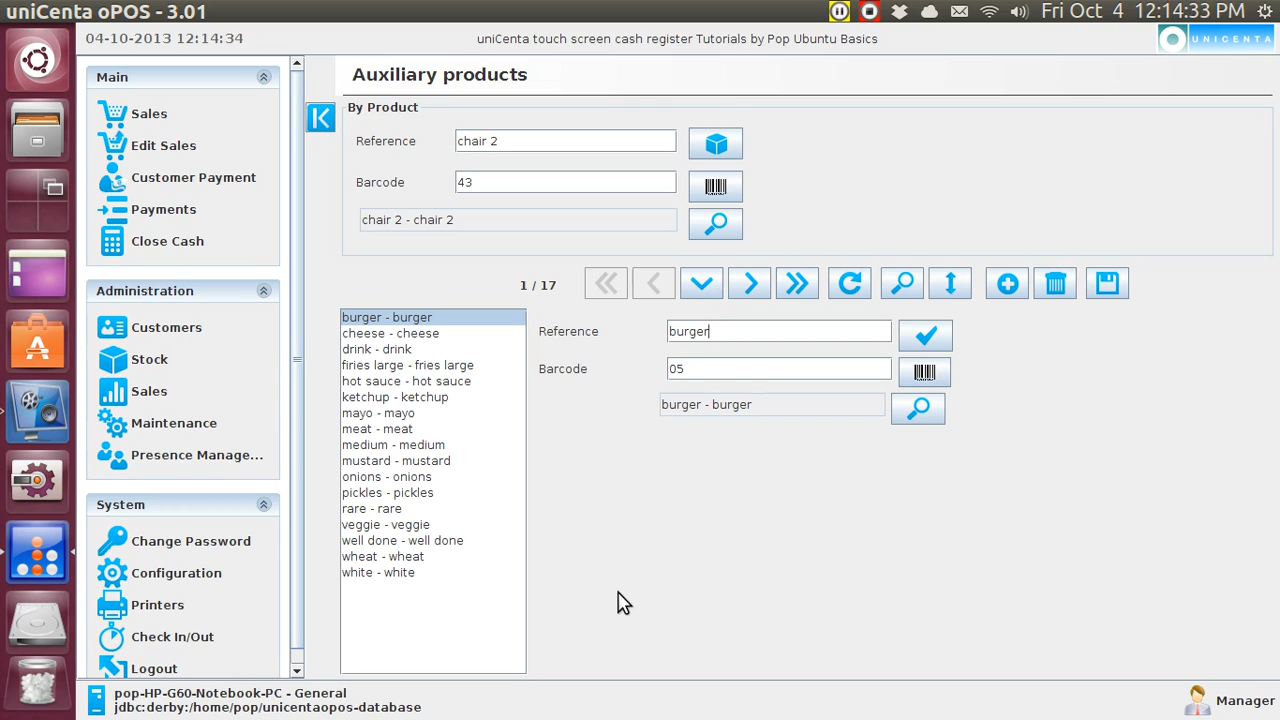 uniCenta oPOS - 3.01
Fri Oct 4 12:14:33 PM
04-10-2013 12:14:34
uniCenta touch screen cash register Tutorials by Pop Ubuntu Basics
UNICENTA
Main
Sales
Edit Sales
Customer Payment
Payments
Close Cash
Administration
Customers
Stock
Sales
Maintenance
Presence Manage...
System
Change Password
Configuration
Printers
Check In/Out
Logout
Auxiliary products
By Product
Reference
chair 2
Barcode
43
chair 2 - chair 2
1 / 17
burger - burger
cheese - cheese
drink - drink
firies large - fries large
hot sauce - hot sauce
ketchup - ketchup
mayo - mayo
meat - meat
medium - medium
mustard - mustard
onions - onions
pickles - pickles
rare - rare
veggie - veggie
well done - well done
wheat - wheat
white - white
Reference
burger
Barcode
05
burger - burger
pop-HP-G60-Notebook-PC - General
jdbc:derby:/home/pop/unicentaopos-database
Manager